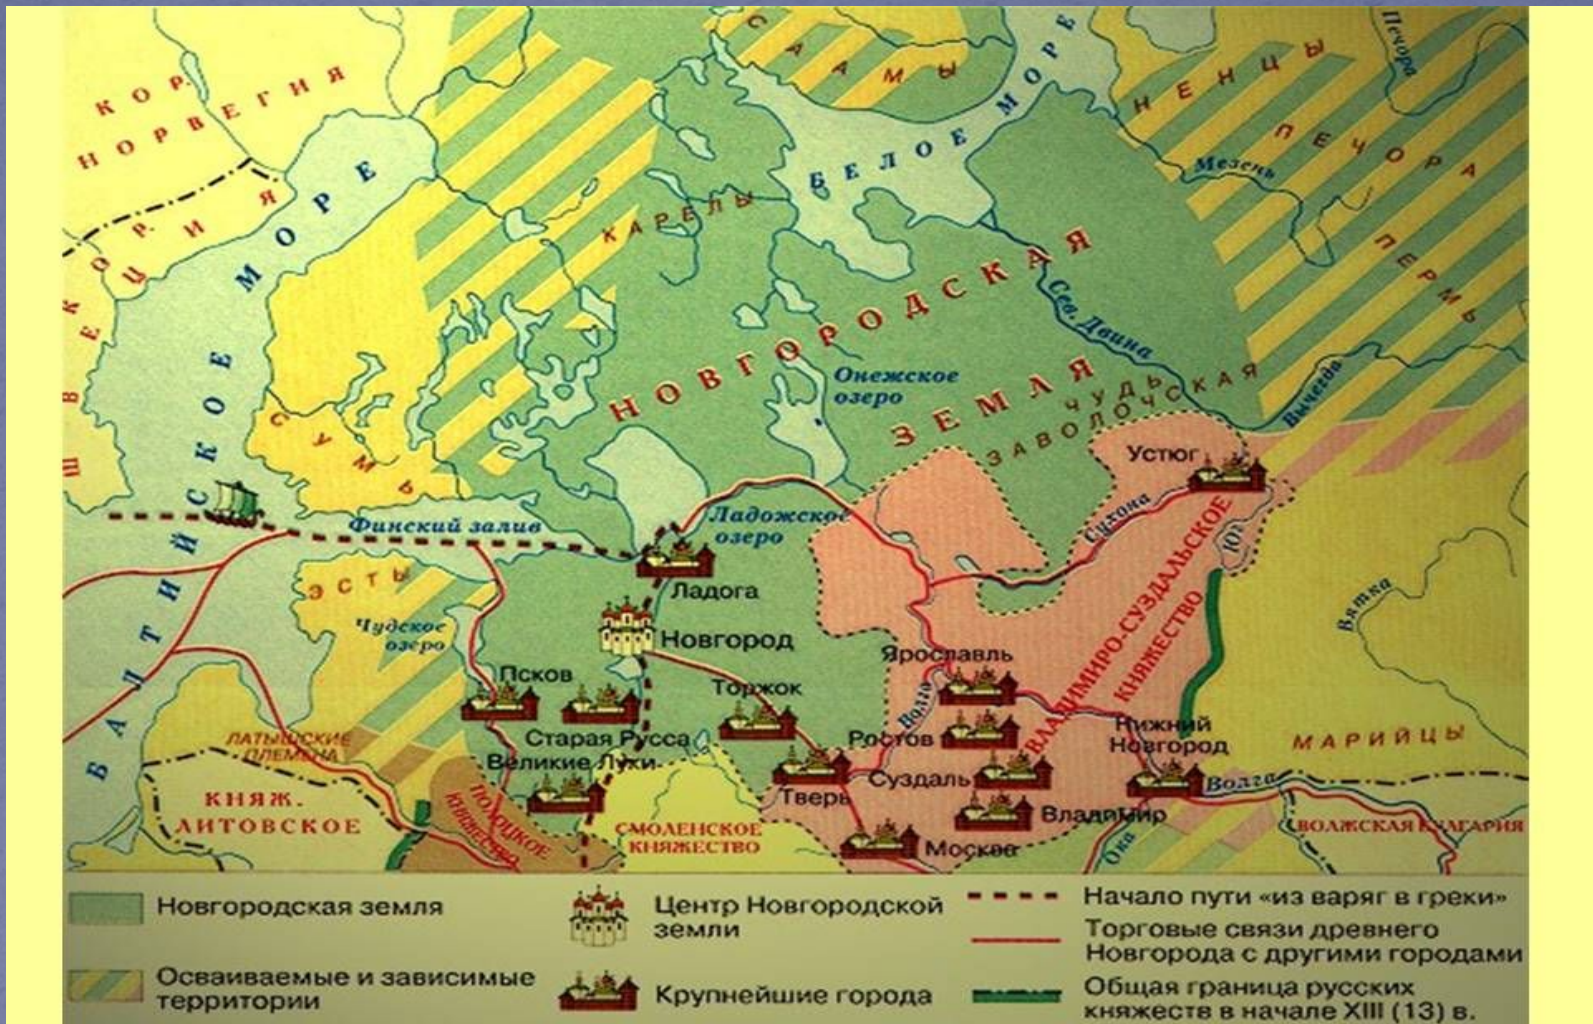 КОР.
НОРВЕГИЯ
КОР.
ШВЕЦИЯ
БАЛТИЙСКОЕ МОРЕ
СААМЫ
БЕЛОЕ МОРЕ
НЕНЦЫ
Печора
ПЕЧОРА
Мезень
ПЕРМЬ
КАРЕЛЫ
НОВГОРОДСКАЯ
ЗЕМЛЯ
Сев. Двина
Онежское
озеро
ЧУДЬ
ЗАВОЛОЧСКАЯ
Вычегда
СУМЬ
Устюг
Сухона
Юг
Финский залив
Ладожское
озеро
Ладога
ЭСТЫ
Чудское
озеро
Новгород
Вятка
ВЛАДИМИРО-СУЗДАЛЬСКОЕ
КНЯЖЕСТВО
Псков
Торжок
Ярославль
Волга
Старая Русса
Великие Луки
Ростов
Нижний
Новгород
МАРИЙЦЫ
ЛАТЫШСКИЕ
ПЛЕМЕНА
Суздаль
Волга
Тверь
Владимир
КНЯЖ.
ЛИТОВСКОЕ
ПОЛОЦКОЕ
КНЯЖЕСТВО
СМОЛЕНСКОЕ
КНЯЖЕСТВО
Москва
Ока
ВОЛЖСКАЯ БУЛГАРИЯ
Новгородская земля
Осваиваемые и зависимые
территории
Центр Новгородской
земли
Крупнейшие города
Начало пути «из варяг в греки»
Торговые связи древнего
Новгорода с другими городами
Общая граница русских
княжеств в начале XIII (13) в.